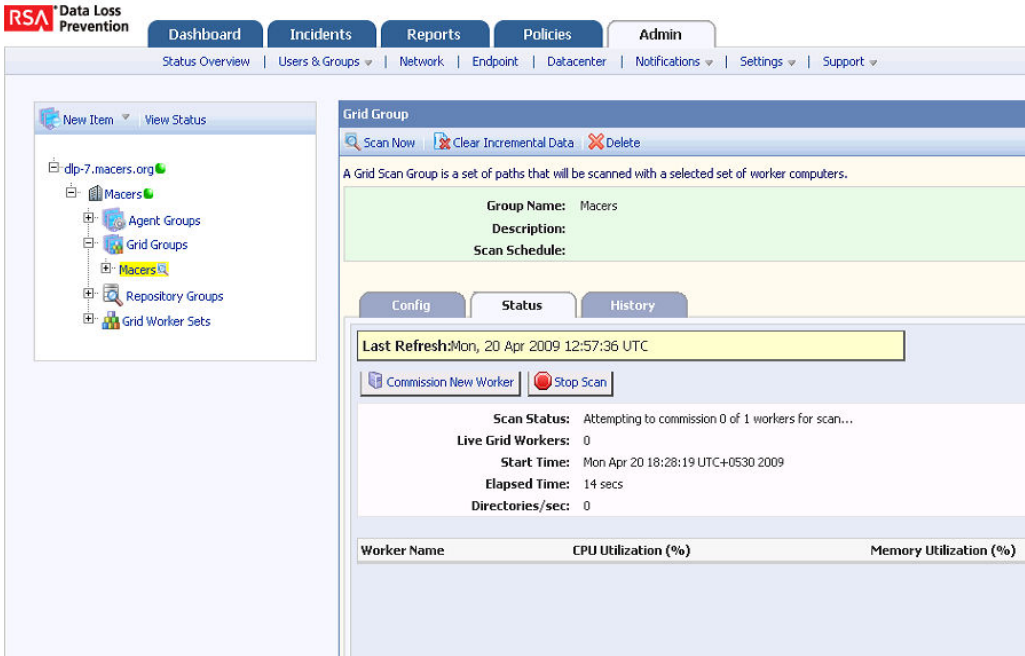 RSA Data Loss
Prevention
Dashboard Incidents Reports Policies Admin
Status Overview | Users & Groups | Network | Endpoint | Datacenter | Notifications | Settings | Support
New Item View Status
dlp-7.macers.org
Macers
Agent Groups
Grid Groups
Macers
Repository Groups
Grid Worker Sets
Grid Group
Scan Now Clear Incremental Data Delete
A Grid Scan Group is a set of paths that will be scanned with a selected set of worker computers.
Group Name: Macers
Description:
Scan Schedule:
Config Status History
Last Refresh:Mon, 20 Apr 2009 12:57:36 UTC
Commission New Worker Stop Scan
Scan Status: Attempting to commission 0 of 1 workers for scan...
Live Grid Workers: 0
Start Time: Mon Apr 20 18:28:19 UTC+0530 2009
Elapsed Time: 14 secs
Directories/sec: 0
Worker Name CPU Utilization (%) Memory Utilization (%)